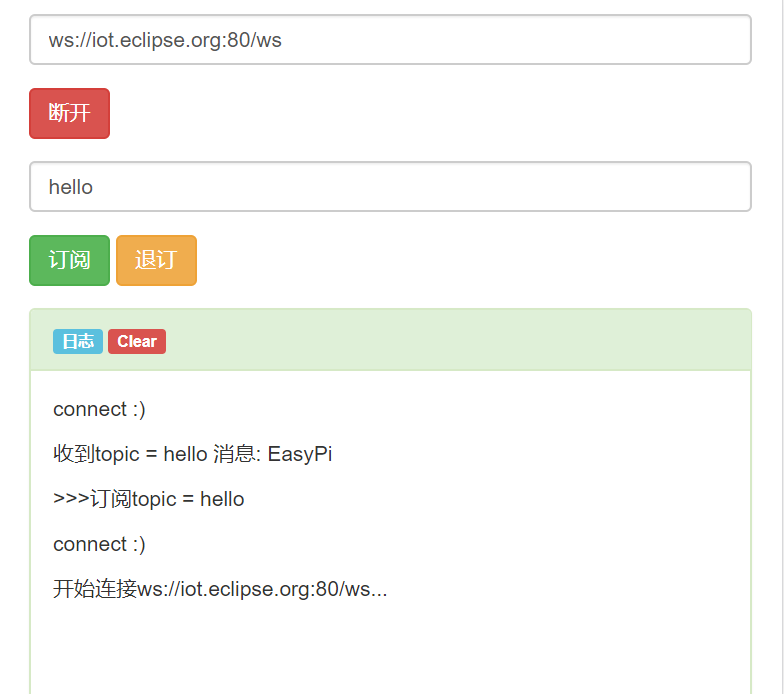 ws://iot.eclipse.org:80/ws
断开
hello
订阅 退订
日志 Clear
connect :)
收到topic = hello 消息: EasyPi
>>>订阅topic = hello
connect :)
开始连接ws://iot.eclipse.org:80/ws...